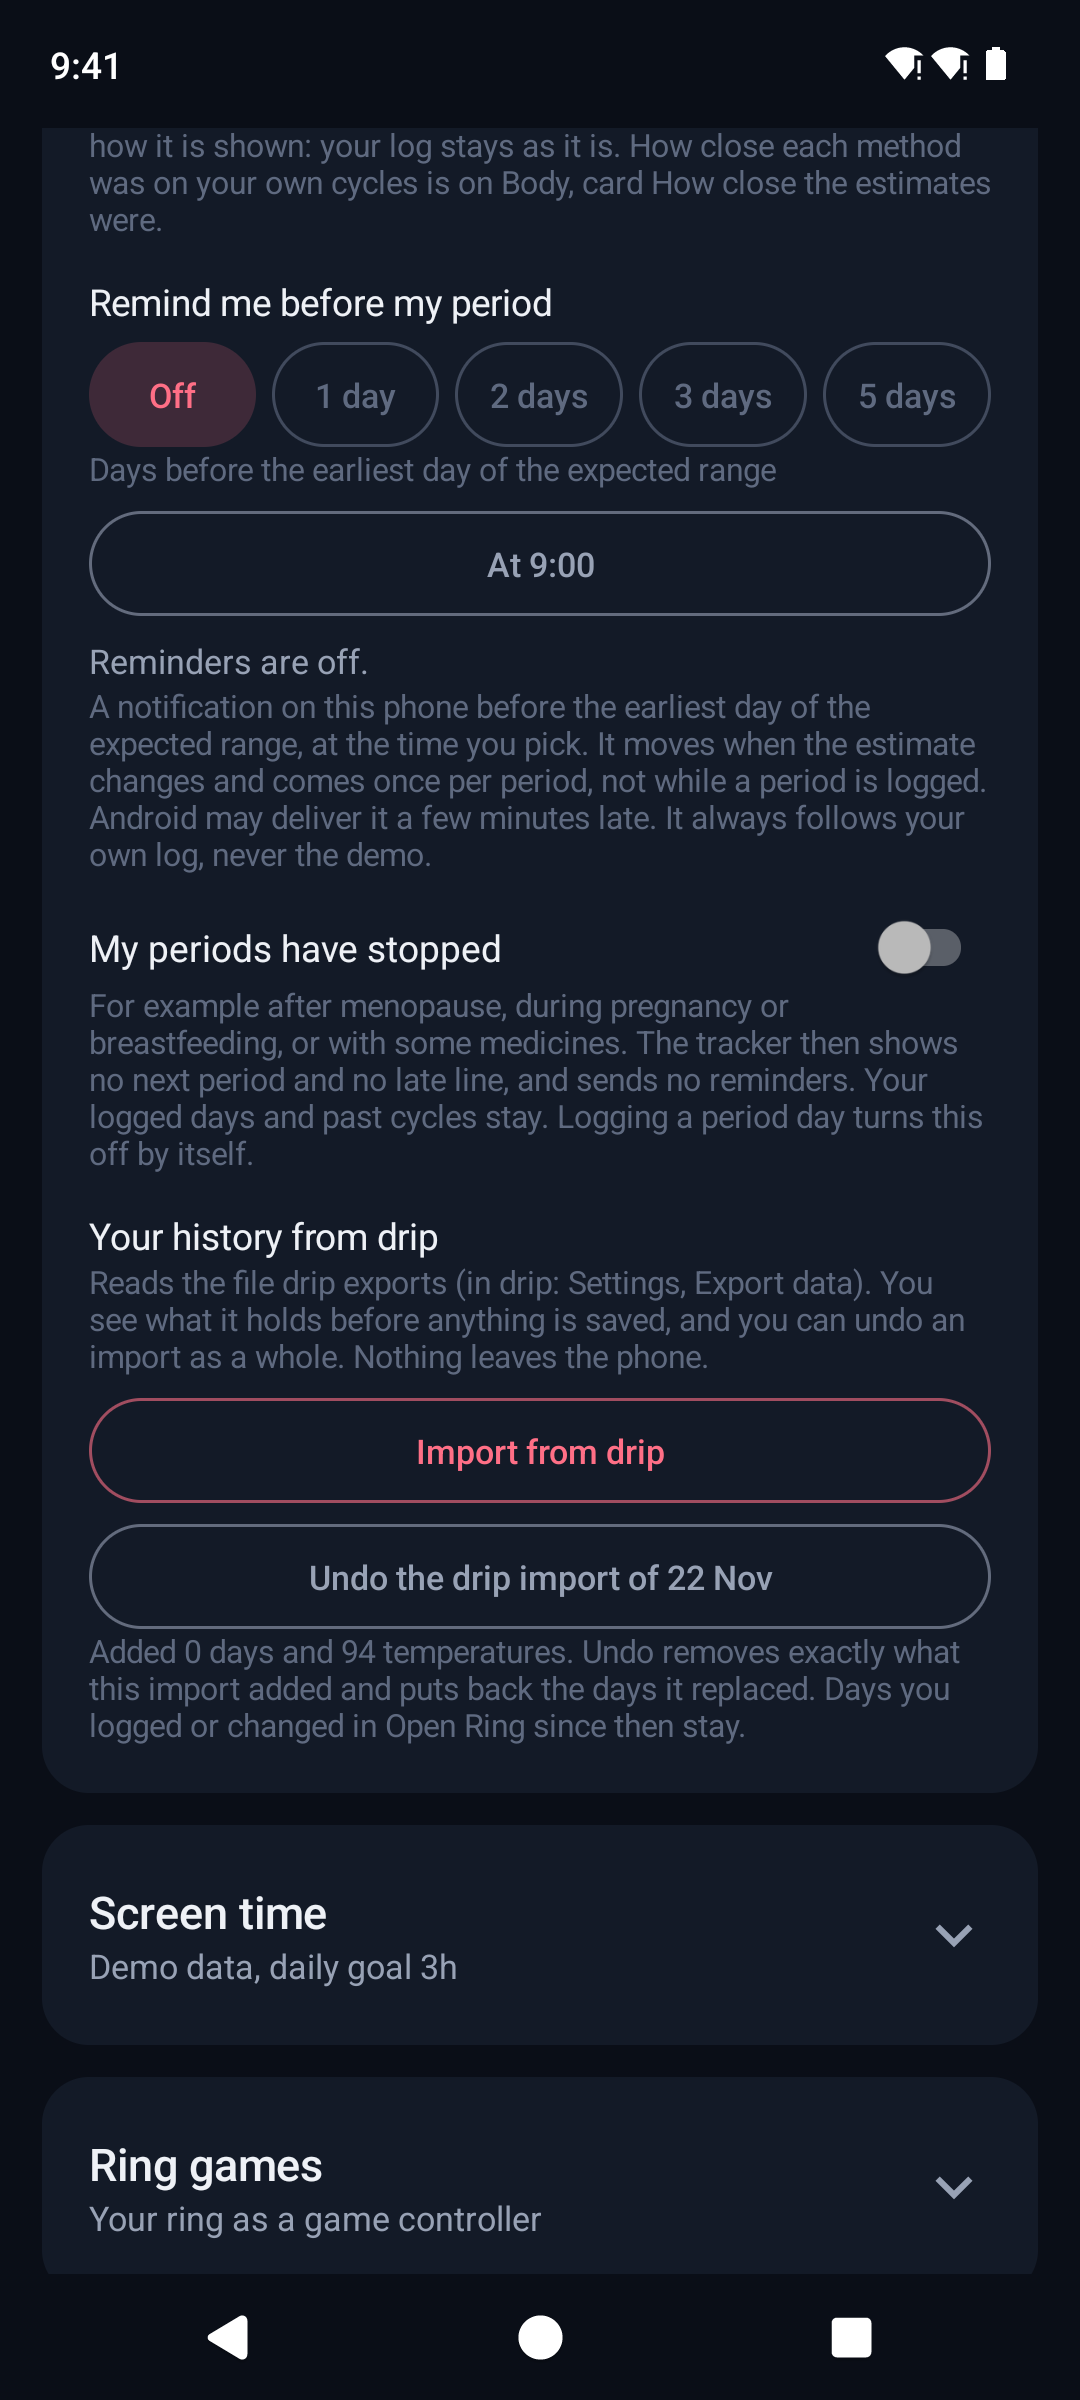 9:41
how it is shown: your log stays as it is. How close each method
was on your own cycles is on Body, card How close the estimates
were.
Remind me before my period
Off
1 day
2 days
3 days
5 days
Days before the earliest day of the expected range
At 9:00
Reminders are off.
A notification on this phone before the earliest day of the
expected range, at the time you pick. It moves when the estimate
changes and comes once per period, not while a period is logged.
Android may deliver it a few minutes late. It always follows your
own log, never the demo.
My periods have stopped
For example after menopause, during pregnancy or
breastfeeding, or with some medicines. The tracker then shows
no next period and no late line, and sends no reminders. Your
logged days and past cycles stay. Logging a period day turns this
off by itself.
Your history from drip
Reads the file drip exports (in drip: Settings, Export data). You
see what it holds before anything is saved, and you can undo an
import as a whole. Nothing leaves the phone.
Import from drip
Undo the drip import of 22 Nov
Added 0 days and 94 temperatures. Undo removes exactly what
this import added and puts back the days it replaced. Days you
logged or changed in Open Ring since then stay.
Screen time
Demo data, daily goal 3h
Ring games
Your ring as a game controller